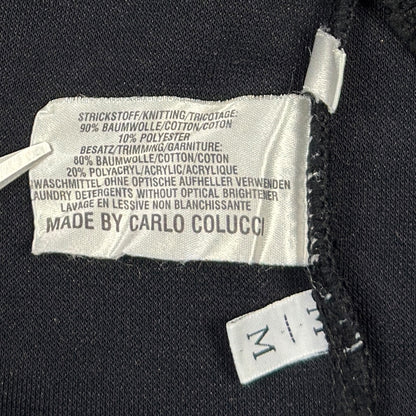 STRICKSTOFF/KNITTING/TRICOTAGE:
90% BAUMWOLLE/COTTON/COTON
10% POLYESTER
BESATZ/TRIMMING/GARNITURE:
80% BAUMWOLLE/COTTON/COTON
20% POLYACRYL/ACRYLIC/ACRYLIQUE
WASCHMITTEL OHNE OPTISCHE AUFHELLER VERWENDEN
LAUNDRY DETERGENTS WITHOUT OPTICAL BRIGHTENER
LAVAGE EN LESSIVE NON BLANCHISSANTE
MADE BY CARLO COLUCCI
M